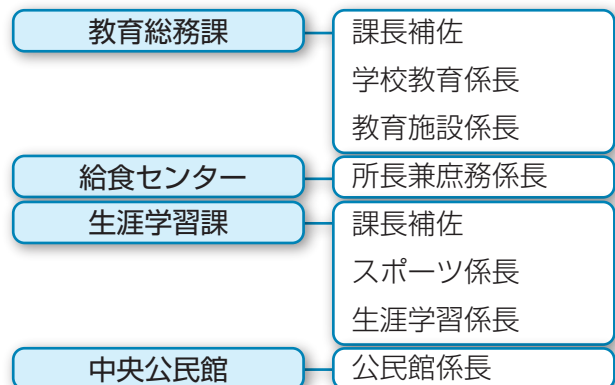 教育総務課
課長補佐
学校教育係長
教育施設係長
給食センター
所長兼庶務係長
生涯学習課
課長補佐
スポーツ係長
生涯学習係長
中央公民館
公民館係長